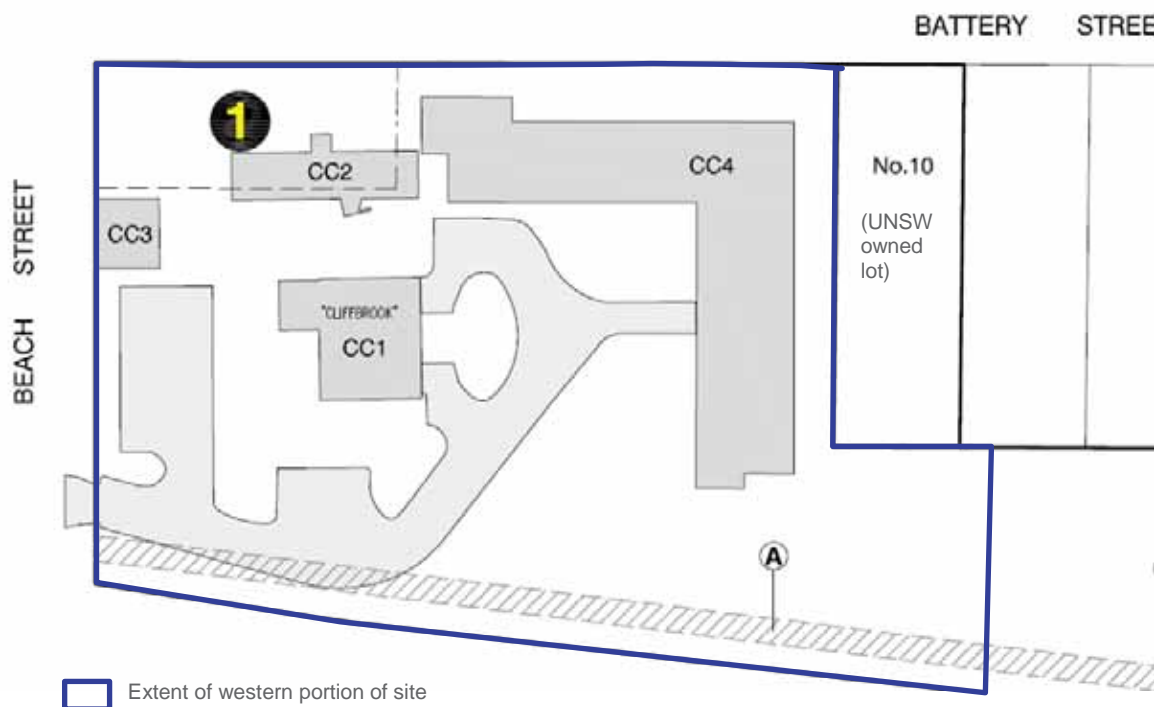 BATTERY STREE
1
CC2
CC4
No.10
(UNSW
owned
lot)
BEACH STREET
CC3
"CLIFFBROOK"
CC1
A
Extent of western portion of site